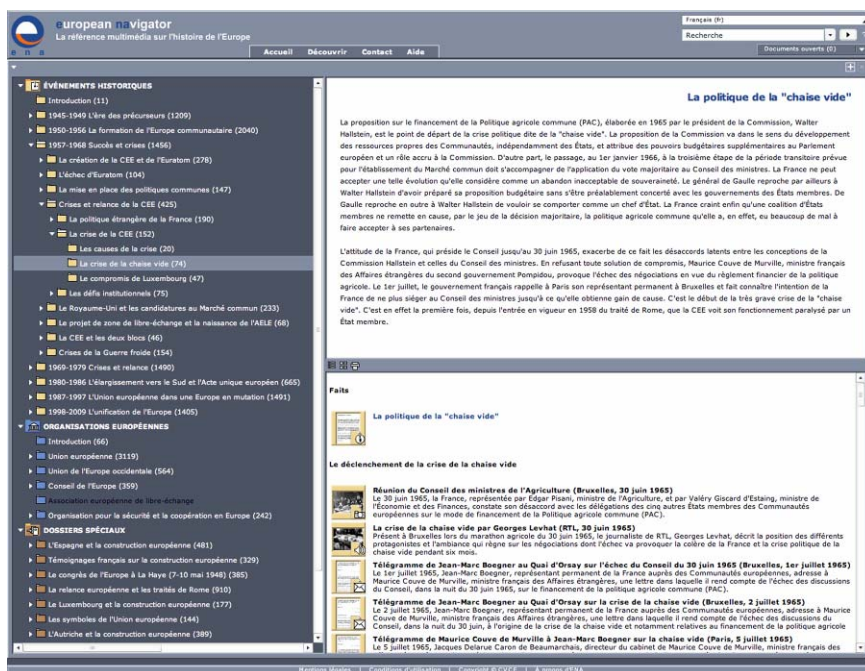 european navigator
La référence multimédia sur l'histoire de l'Europe
e n a
Français (fr)
Recherche
Documents ouverts (0)
Accueil Découvrir Contact Aide
ÉVÉNEMENTS HISTORIQUES
Introduction (11)
1945-1949 L'ère des précurseurs (1209)
1950-1956 La formation de l'Europe communautaire (2040)
1957-1968 Succès et crises (1456)
La création de la CEE et de l'Euratom (278)
L'échec d'Euratom (104)
La mise en place des politiques communes (147)
Crises et relance de la CEE (425)
La politique étrangère de la France (190)
La crise de la CEE (152)
Les causes de la crise (20)
La crise de la chaise vide (74)
Le compromis de Luxembourg (47)
Les défis institutionnels (75)
Le Royaume-Uni et les candidatures au Marché commun (233)
Le projet de zone de libre-échange et la naissance de l'AELE (68)
La CEE et les deux blocs (46)
Crises de la Guerre froide (154)
1969-1979 Crises et relance (1490)
1980-1986 L'élargissement vers le Sud et l'Acte unique européen (665)
1987-1997 L'Union européenne dans une Europe en mutation (1491)
1998-2009 L'unification de l'Europe (1405)
ORGANISATIONS EUROPÉENNES
Introduction (66)
Union européenne (3119)
Union de l'Europe occidentale (564)
Conseil de l'Europe (359)
Association européenne de libre-échange
Organisation pour la sécurité et la coopération en Europe (242)
DOSSIERS SPÉCIAUX
L'Espagne et la construction européenne (481)
Témoignages français sur la construction européenne (329)
Le congrès de l'Europe à La Haye (7-10 mai 1948) (385)
La relance européenne et les traités de Rome (910)
Le Luxembourg et la construction européenne (177)
Les symboles de l'Union européenne (144)
L'Autriche et la construction européenne (389)
La politique de la "chaise vide"
La proposition sur le financement de la Politique agricole commune (PAC), élaborée en 1965 par le président de la Commission, Walter
Hallstein, est le point de départ de la crise politique dite de la "chaise vide". La proposition de la Commission va dans le sens du développement
des ressources propres des Communautés, indépendamment des États, et attribue des pouvoirs budgétaires supplémentaires au Parlement
européen et un rôle accru à la Commission. D'autre part, le passage, au 1er janvier 1966, à la troisième étape de la période transitoire prévue
pour l'établissement du Marché commun doit s'accompagner de l'application du vote majoritaire au Conseil des ministres. La France ne peut
accepter une telle évolution qu'elle considère comme un abandon inacceptable de souveraineté. Le général de Gaulle reproche par ailleurs à
Walter Hallstein d'avoir préparé sa proposition budgétaire sans s'être préalablement concerté avec les gouvernements des États membres. De
Gaulle reproche en outre à Walter Hallstein de vouloir se comporter comme un chef d'État. La France craint enfin qu'une coalition d'États
membres ne remette en cause, par le jeu de la décision majoritaire, la politique agricole commune qu'elle a, en effet, eu beaucoup de mal à
faire accepter à ses partenaires.
L'attitude de la France, qui préside le Conseil jusqu'au 30 juin 1965, exacerbe de ce fait les désaccords latents entre les conceptions de la
Commission Hallstein et celles du Conseil des ministres. En refusant toute solution de compromis, Maurice Couve de Murville, ministre français
des Affaires étrangères du second gouvernement Pompidou, provoque l'échec des négociations en vue du règlement financier de la politique
agricole. Le 1er juillet, le gouvernement français rappelle à Paris son représentant permanent à Bruxelles et fait connaître l'intention de la
France de ne plus siéger au Conseil des ministres jusqu'à ce qu'elle obtienne gain de cause. C'est le début de la très grave crise de la "chaise
vide". C'est en effet la première fois, depuis l'entrée en vigueur en 1958 du traité de Rome, que la CEE voit son fonctionnement paralysé par un
État membre.
Faits
La politique de la "chaise vide"
Le déclenchement de la crise de la chaise vide
Réunion du Conseil des ministres de l'Agriculture (Bruxelles, 30 juin 1965)
Le 30 juin 1965, la France, représentée par Edgar Pisani, ministre de l'Agriculture, et par Valéry Giscard d'Estaing, ministre de
l'Économie et des Finances, constate son désaccord avec les délégations des cinq autres États membres des Communautés
européennes sur le mode de financement de la Politique agricole commune (PAC).
La crise de la chaise vide par Georges Levhat (RTL, 30 juin 1965)
Présent à Bruxelles lors du marathon agricole du 30 juin 1965, le journaliste de RTL, Georges Levhat, décrit la position des différents
protagonistes et l'ambiance qui règne sur les négociations dont l'échec va provoquer la colère de la France et la crise politique de la
chaise vide pendant six mois.
Télégramme de Jean-Marc Boegner au Quai d'Orsay sur l'échec du Conseil du 30 juin 1965 (Bruxelles, 1er juillet 1965)
Le 1er juillet 1965, Jean-Marc Boegner, représentant permanent de la France auprès des Communautés européennes, adresse à
Maurice Couve de Murville, ministre français des Affaires étrangères, une lettre dans laquelle il rend compte de l'échec des discussions
du Conseil, dans la nuit du 30 juin, sur le financement de la politique agricole commune (PAC).
Télégramme de Jean-Marc Boegner au Quai d'Orsay sur la crise de la chaise vide (Bruxelles, 2 juillet 1965)
Le 2 juillet 1965, Jean-Marc Boegner, représentant permanent de la France auprès des Communautés européennes, adresse à Maurice
Couve de Murville, ministre français des Affaires étrangères, une lettre dans laquelle il rend compte de l'échec des discussions du
Conseil, dans la nuit du 30 juin, à l'origine de la crise de la chaise vide et notamment relatives au financement de la politique
agricole commune (PAC).
Télégramme de Maurice Couve de Murville à Jean-Marc Boegner sur la crise de la chaise vide (Paris, 5 juillet 1965)
Le 5 juillet 1965, Jacques Delarue Caron de Beaumarchais, directeur du cabinet de Maurice Couve de Murville, ministre français des
Mentions légales | Conditions d'utilisation | Copyright © CVCE | A propos d'ENA